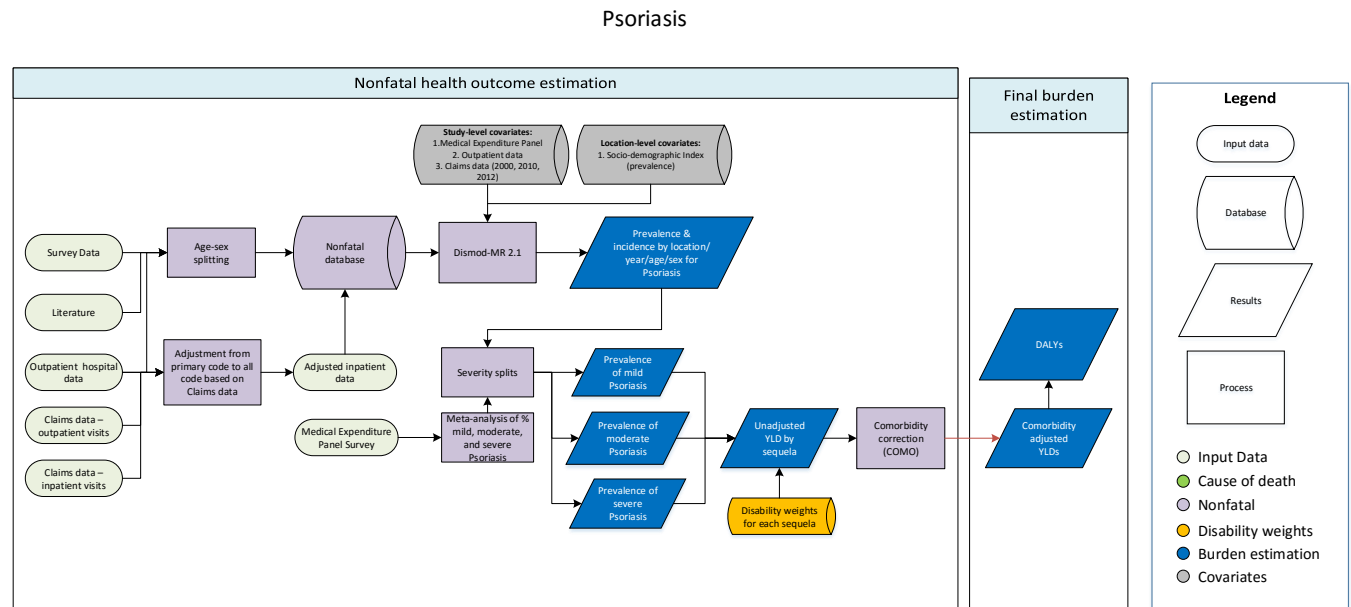 Psoriasis
Nonfatal health outcome estimation
Study-level covariates:
1.Medical Expenditure Panel
2. Outpatient data
3. Claims data (2000, 2010,
2012)
Location-level covariates:
1. Socio-demographic Index
(prevalence)
Survey Data
Age-sex
splitting
Nonfatal
database
Dismod-MR 2.1
Prevalence &
incidence by location/
year/age/sex for
Psoriasis
Literature
Outpatient hospital
data
Adjustment from
primary code to all
code based on
Claims data
Adjusted inpatient
data
Severity splits
Prevalence
of mild
Psoriasis
Claims data –
outpatient visits
Medical Expenditure
Panel Survey
Meta-analysis of %
mild, moderate,
and severe
Psoriasis
Prevalence of
moderate
Psoriasis
Unadjusted
YLD by
sequela
Comorbidity
correction
(COMO)
Claims data –
inpatient visits
Prevalence of
severe
Psoriasis
Disability weights
for each sequela
Final burden
estimation
DALYs
Comorbidity
adjusted
YLDs
Legend
Input data
Database
Results
Process
Input Data
Cause of death
Nonfatal
Disability weights
Burden estimation
Covariates